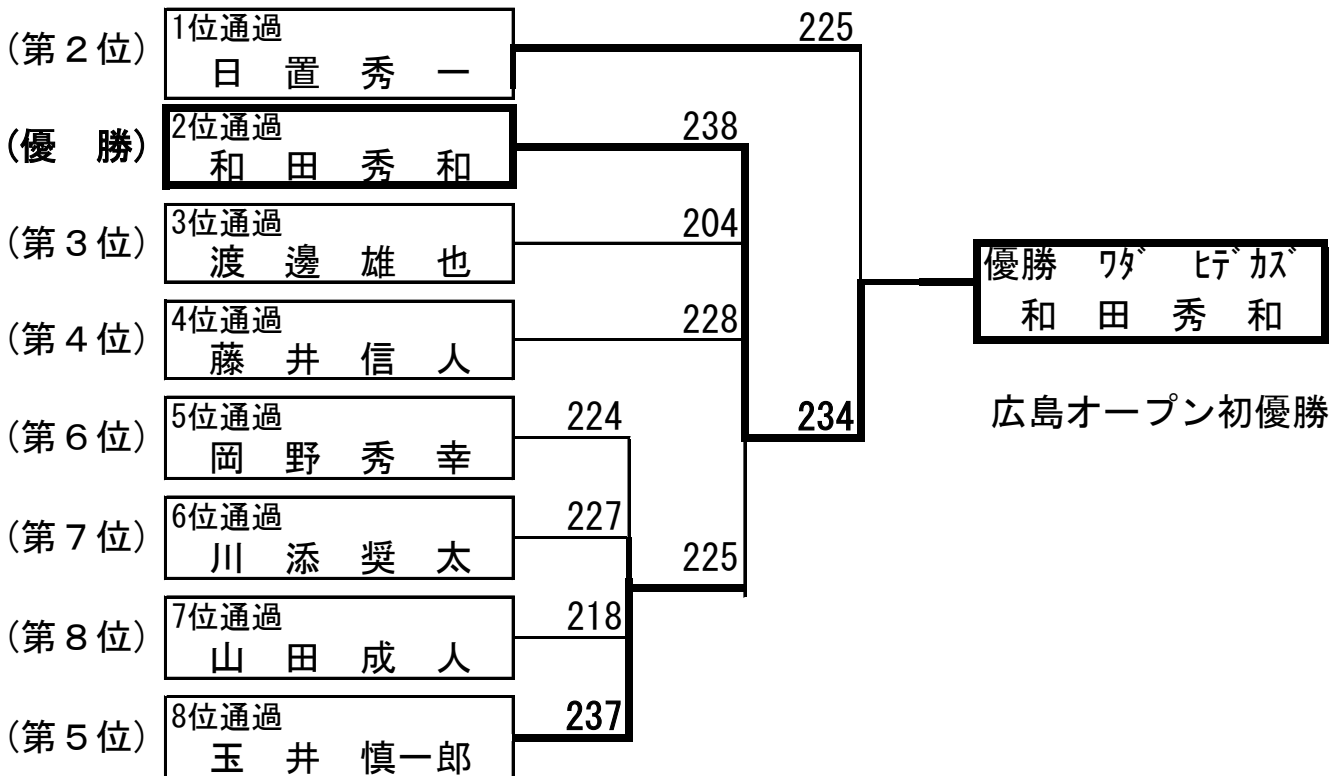 (第２位)
1位通過
日 置 秀 一
225
(優 勝)
2位通過
和 田 秀 和
238
(第３位)
3位通過
渡 邊 雄 也
204
(第４位)
4位通過
藤 井 信 人
228
(第６位)
5位通過
岡 野 秀 幸
224
(第７位)
6位通過
川 添 奨 太
227
(第８位)
7位通過
山 田 成 人
218
(第５位)
8位通過
玉 井 慎一郎
237
225
234
優勝 ﾜﾀﾞ ﾋﾃﾞｶｽﾞ
和 田 秀 和
広島オープン初優勝